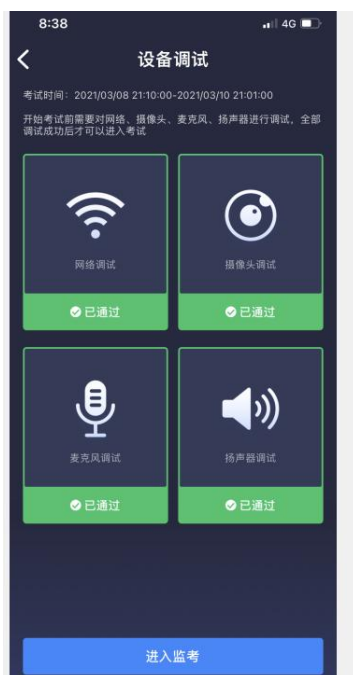 8:38
4G
设备调试
考试时间：2021/03/08 21:10:00-2021/03/10 21:01:00
开始考试前需要对网络、摄像头、麦克风、扬声器进行调试，全部
调试成功后才可以进入考试
网络调试
摄像头调试
已通过
已通过
麦克风调试
扬声器调试
已通过
已通过
进入监考